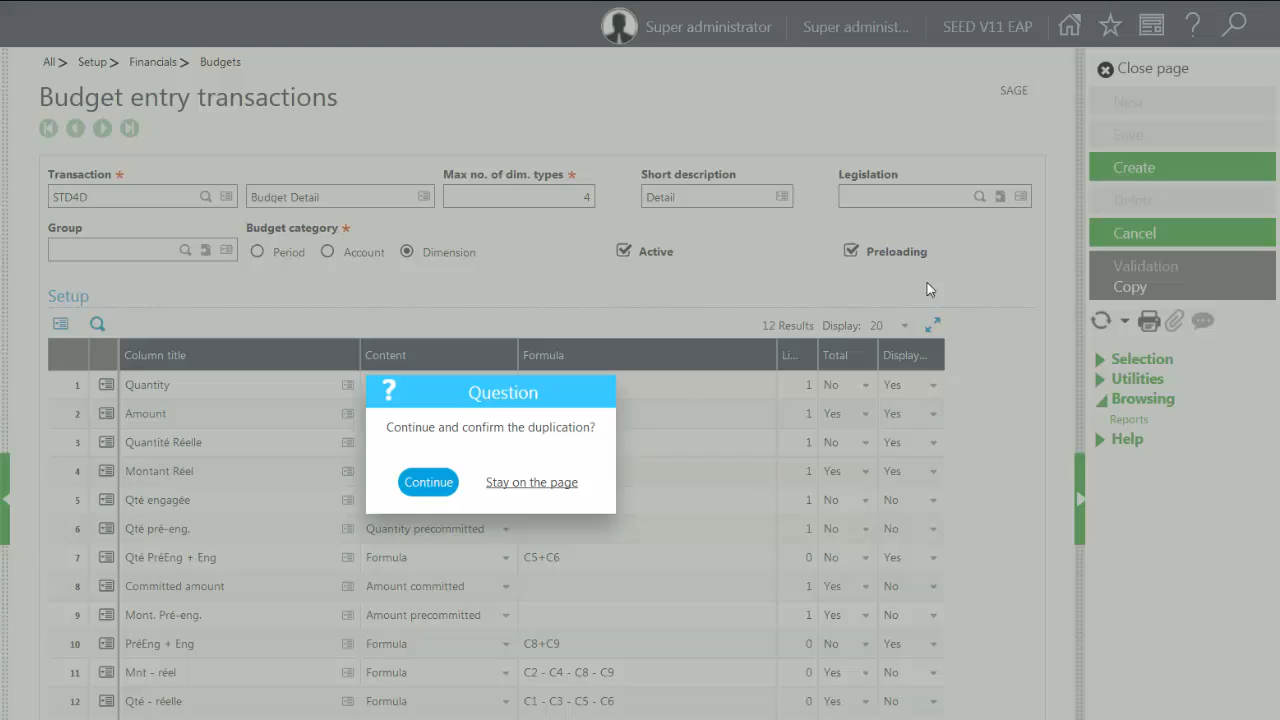 Super administrator
Super administ...
SEED V11 EAP
All > Setup > Financials > Budgets
Budget entry transactions
SAGE
Close page
New
Save
Create
Delete
Cancel
Validation
Copy
Selection
Utilities
Browsing
Reports
Help
Transaction * Max no. of dim. types * Short description Legislation
STD4D Budget Detail 4 Detail
Group Budget category *
Period Account Dimension Active Preloading
Setup
12 Results Display: 20
Column title Content Formula Li... Total Display...
1 Quantity 1 No Yes
2 Amount 1 Yes Yes
3 Quantité Réelle 1 No Yes
4 Montant Réel 1 Yes Yes
5 Qté engagée 1 No No
6 Qté pré-eng. Quantity precommitted 1 No No
7 Qté PréEng + Eng Formula C5+C6 0 No Yes
8 Committed amount Amount committed 1 Yes No
9 Mont. Pré-eng. Amount precommitted 1 Yes No
10 PréEng + Eng Formula C8+C9 0 No Yes
11 Mnt - réel Formula C2 - C4 - C8 - C9 0 Yes No
12 Qté - réelle Formula C1 - C3 - C5 - C6 0 Yes No
? Question
Continue and confirm the duplication?
Continue Stay on the page